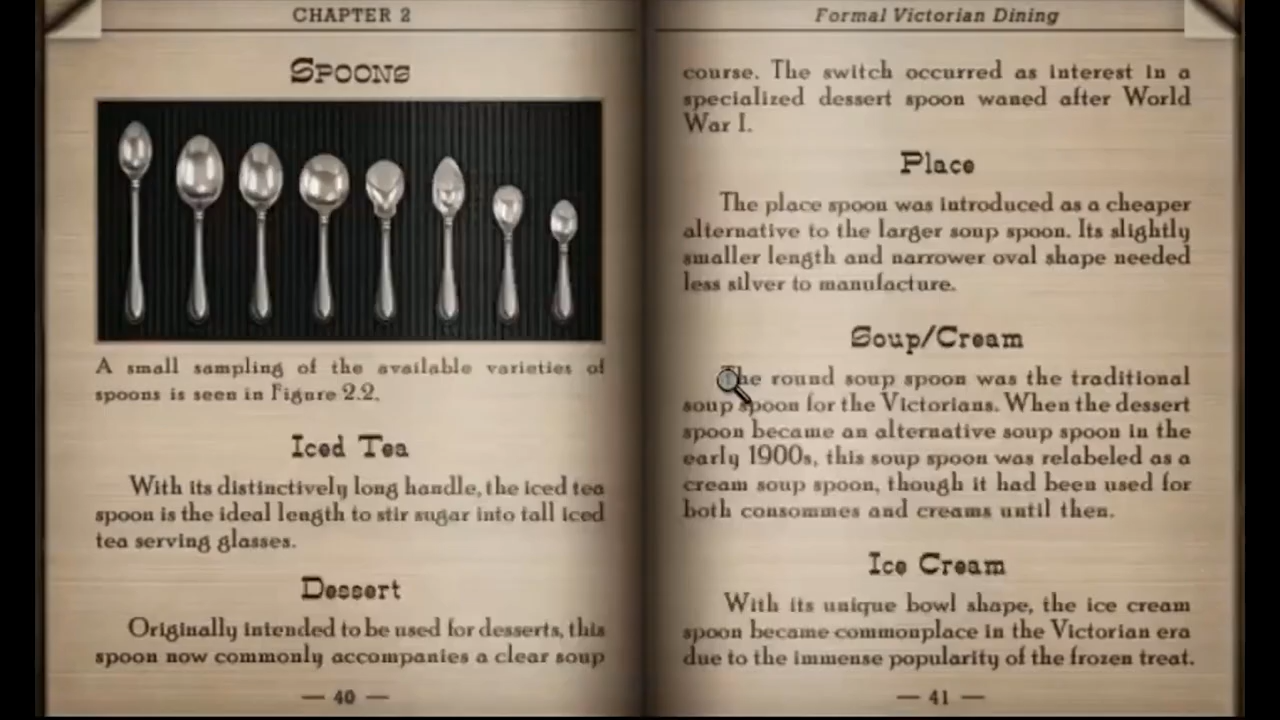 CHAPTER 2
SPOONS
A small sampling of the available varieties of
spoons is seen in Figure 2.2.
Iced Tea
With its distinctively long handle, the iced tea
spoon is the ideal length to stir sugar into tall iced
tea serving glasses.
Dessert
Originally intended to be used for desserts, this
spoon now commonly accompanies a clear soup
— 40 —
Formal Victorian Dining
course. The switch occurred as interest in a
specialized dessert spoon waned after World
War I.
Place
The place spoon was introduced as a cheaper
alternative to the larger soup spoon. Its slightly
smaller length and narrower oval shape needed
less silver to manufacture.
Soup/Cream
The round soup spoon was the traditional
soup spoon for the Victorians. When the dessert
spoon became an alternative soup spoon in the
early 1900s, this soup spoon was relabeled as a
cream soup spoon, though it had been used for
both consommes and creams until then.
Ice Cream
With its unique bowl shape, the ice cream
spoon became commonplace in the Victorian era
due to the immense popularity of the frozen treat.
— 41 —